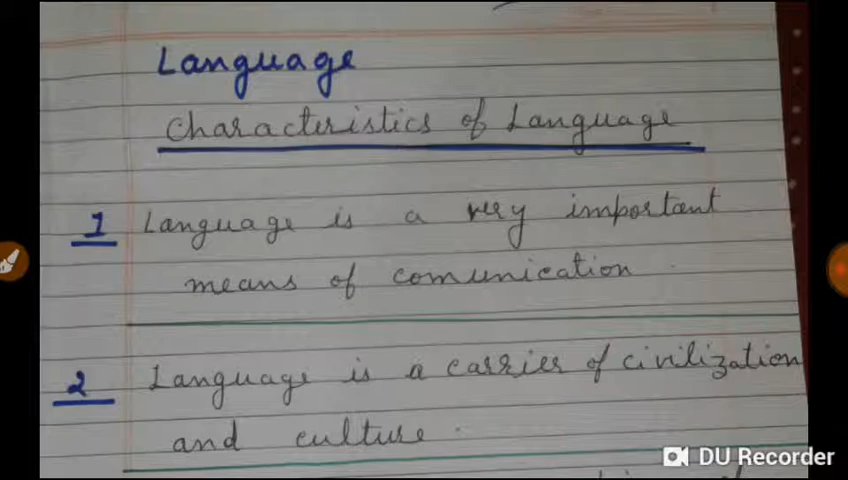 Language
Characteristics of Language
1 Language is a very important
means of comunication
2 Language is a carrier of civilization
and culture.
DU Recorder